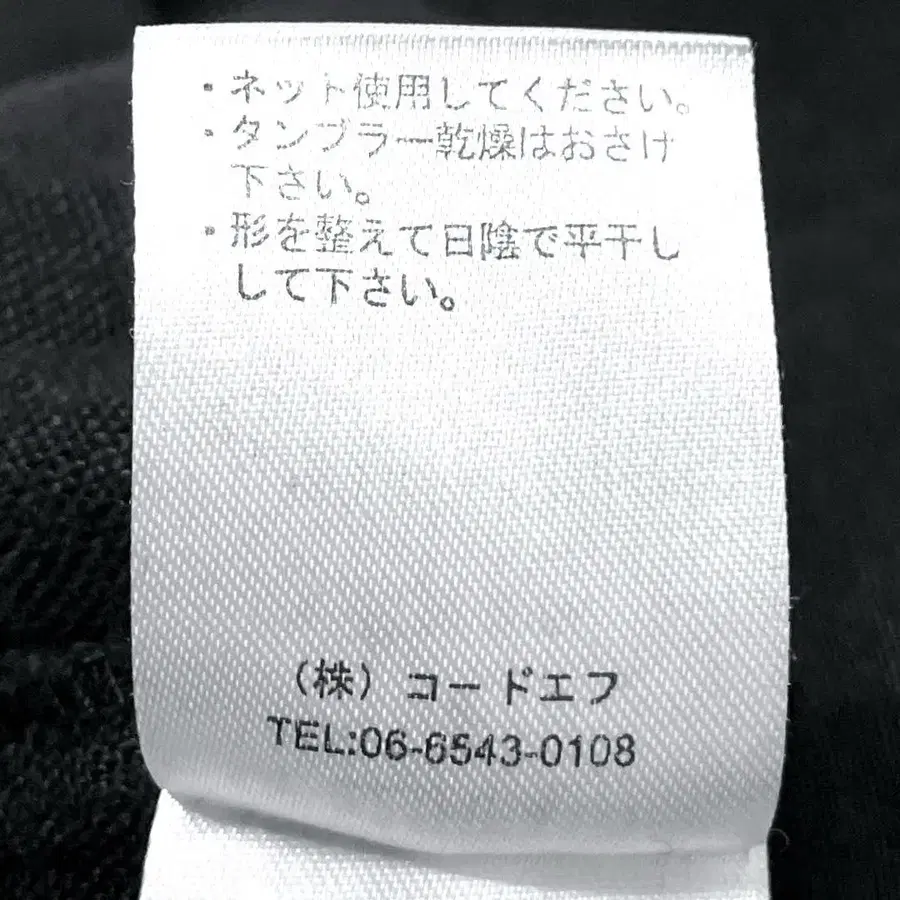 ・ネット使用してください。
・タンブラー乾燥はおさけ
下さい。
・形を整えて日陰で平干し
して下さい。
(株) コードエフ
TEL:06-6543-0108